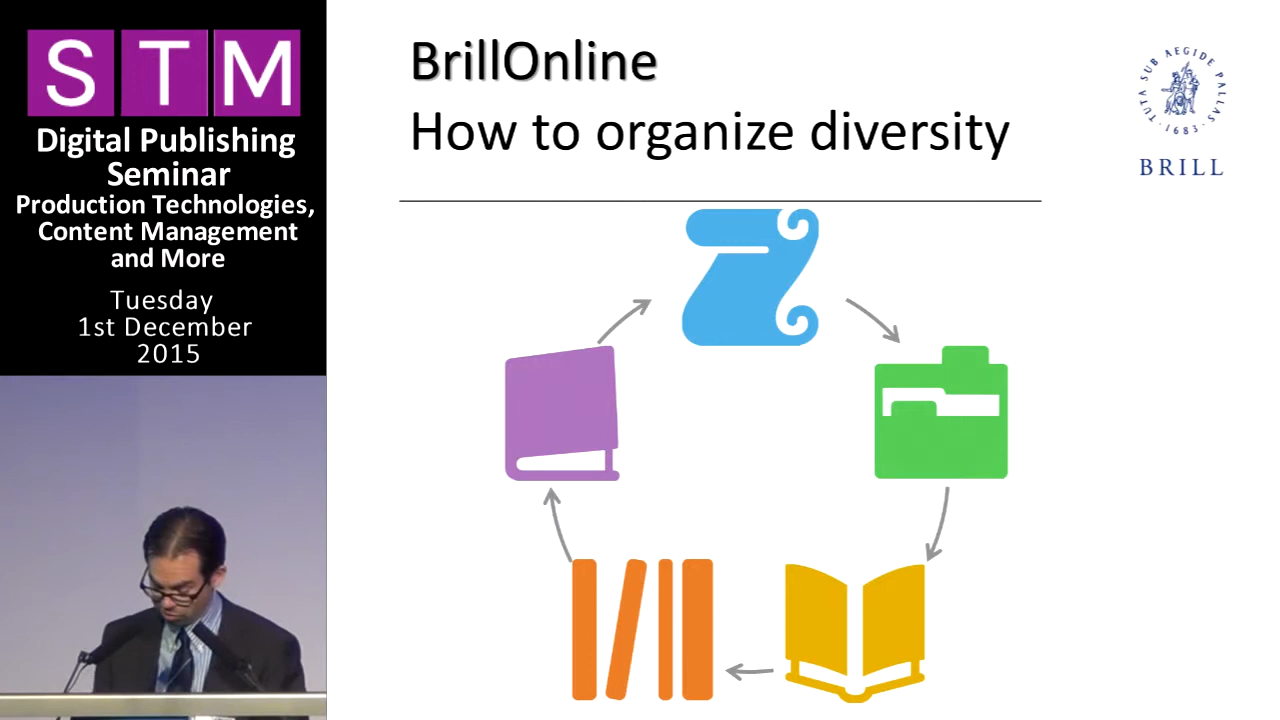 STM
Digital Publishing
Seminar
Production Technologies,
Content Management
and More
Tuesday
1st December
2015
BrillOnline
How to organize diversity
TUTA SUB AEGIDE PALLAS
· 1683 ·
BRILL